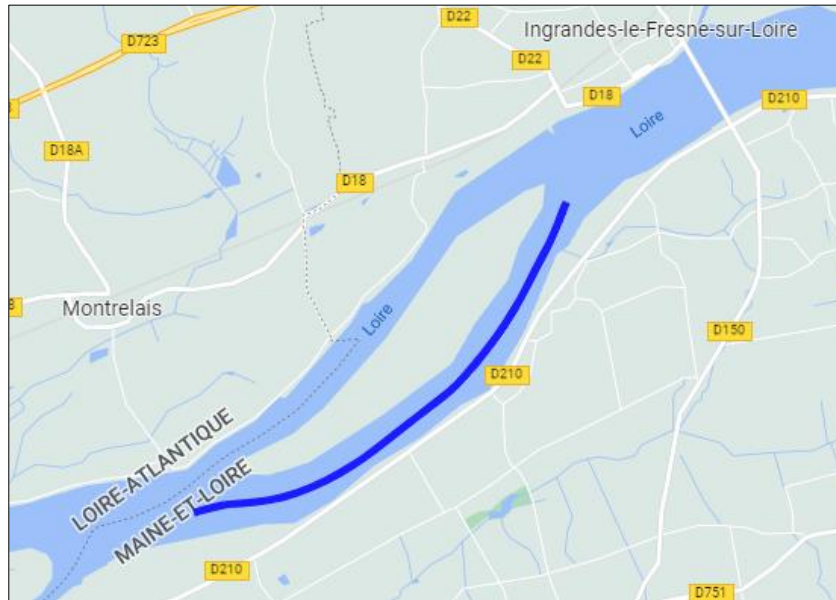 D22
Ingrandes-le-Fresne-sur-Loire
D723
D22
D18
D210
Loire
D18A
D18
Montrelais
Loire
D150
D210
LOIRE-ATLANTIQUE
MAINE-ET-LOIRE
D210
D751